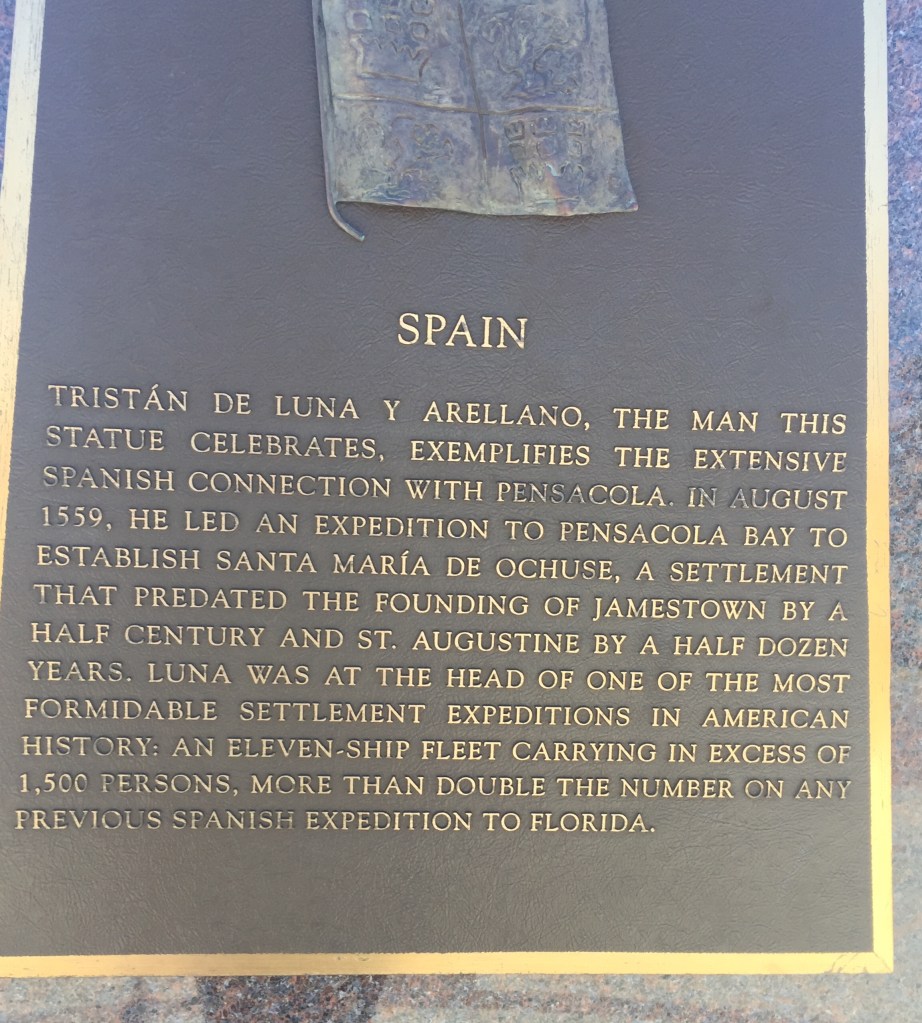 SPAIN
TRISTÁN DE LUNA Y ARELLANO, THE MAN THIS
STATUE CELEBRATES, EXEMPLIFIES THE EXTENSIVE
SPANISH CONNECTION WITH PENSACOLA. IN AUGUST
1559, HE LED AN EXPEDITION TO PENSACOLA BAY TO
ESTABLISH SANTA MARÍA DE OCHUSE, A SETTLEMENT
THAT PREDATED THE FOUNDING OF JAMESTOWN BY A
HALF CENTURY AND ST. AUGUSTINE BY A HALF DOZEN
YEARS. LUNA WAS AT THE HEAD OF ONE OF THE MOST
FORMIDABLE SETTLEMENT EXPEDITIONS IN AMERICAN
HISTORY: AN ELEVEN-SHIP FLEET CARRYING IN EXCESS OF
1,500 PERSONS, MORE THAN DOUBLE THE NUMBER ON ANY
PREVIOUS SPANISH EXPEDITION TO FLORIDA.